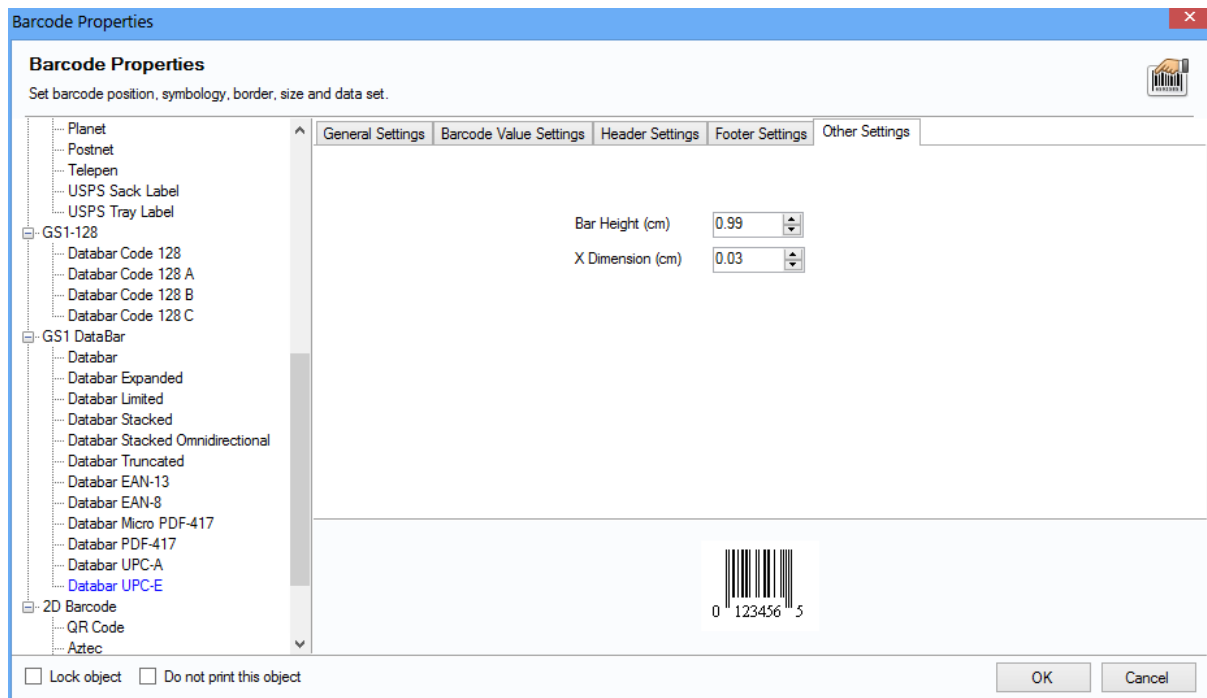 Barcode Properties
Barcode Properties
Set barcode position, symbology, border, size and data set.
Planet
Postnet
Telepen
USPS Sack Label
USPS Tray Label
GS1-128
Databar Code 128
Databar Code 128 A
Databar Code 128 B
Databar Code 128 C
GS1 DataBar
Databar
Databar Expanded
Databar Limited
Databar Stacked
Databar Stacked Omnidirectional
Databar Truncated
Databar EAN-13
Databar EAN-8
Databar Micro PDF-417
Databar PDF-417
Databar UPC-A
Databar UPC-E
2D Barcode
QR Code
Aztec
General Settings Barcode Value Settings Header Settings Footer Settings Other Settings
Bar Height (cm) 0.99
X Dimension (cm) 0.03
0 123456 5
Lock object Do not print this object OK Cancel